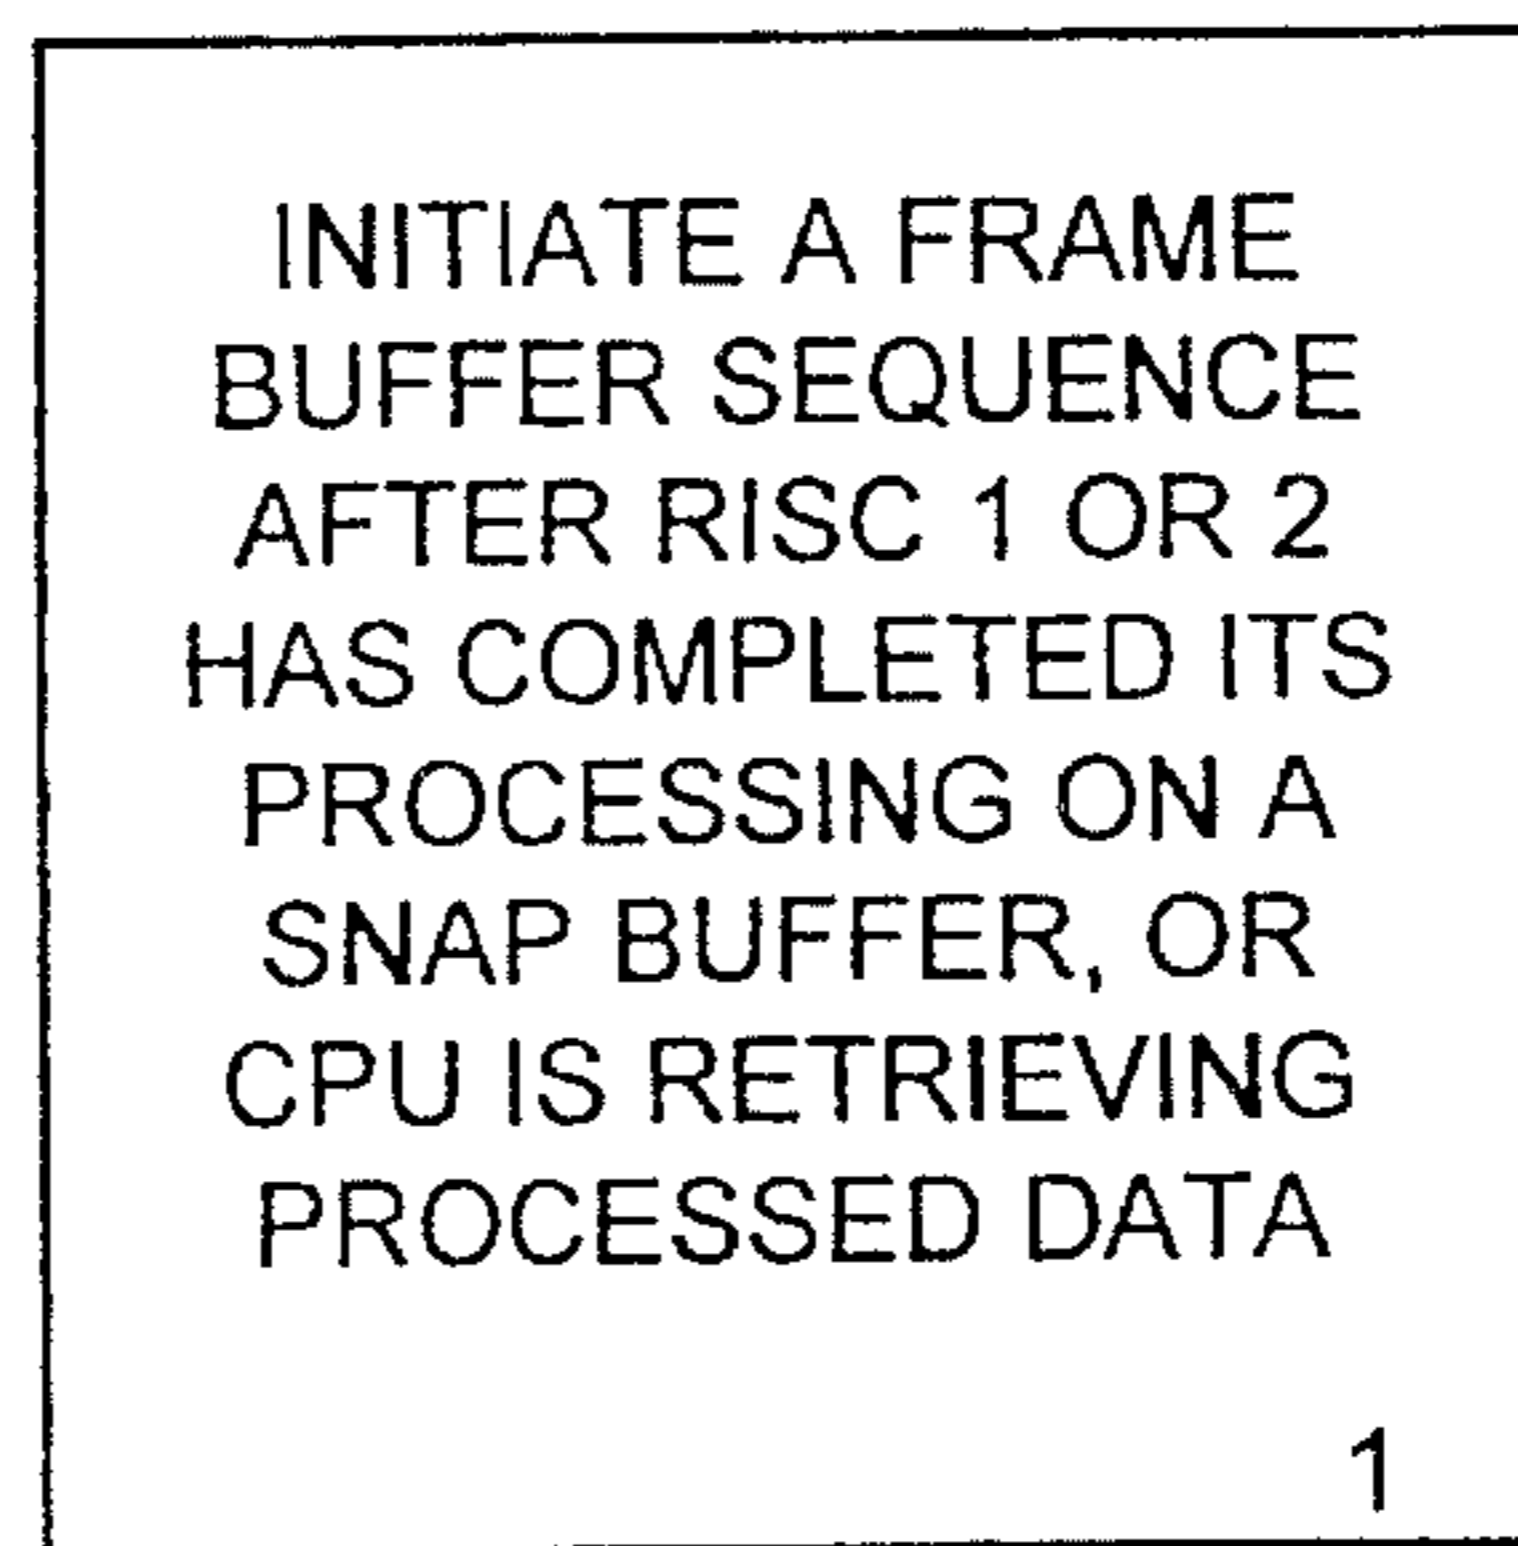 INITIATE A FRAME
BUFFER SEQUENCE
AFTER RISC 1 OR 2
HAS COMPLETED ITS
PROCESSING ON A
SNAP BUFFER, OR
CPU IS RETRIEVING
PROCESSED DATA
1